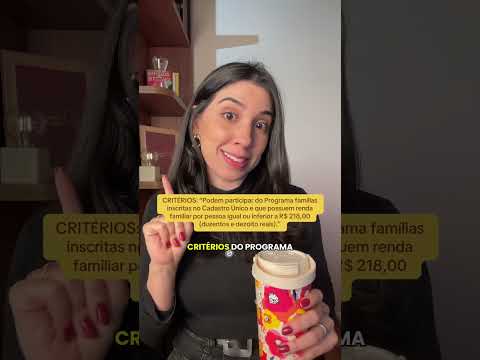 CRITÉRIOS: "Podem participar do Programa famílias
inscritas no Cadastro Único e que possuem renda
familiar por pessoa igual ou inferior a R$ 218,00
(duzentos e dezoito reais)."
CRITÉRIOS DO PROGRAMA